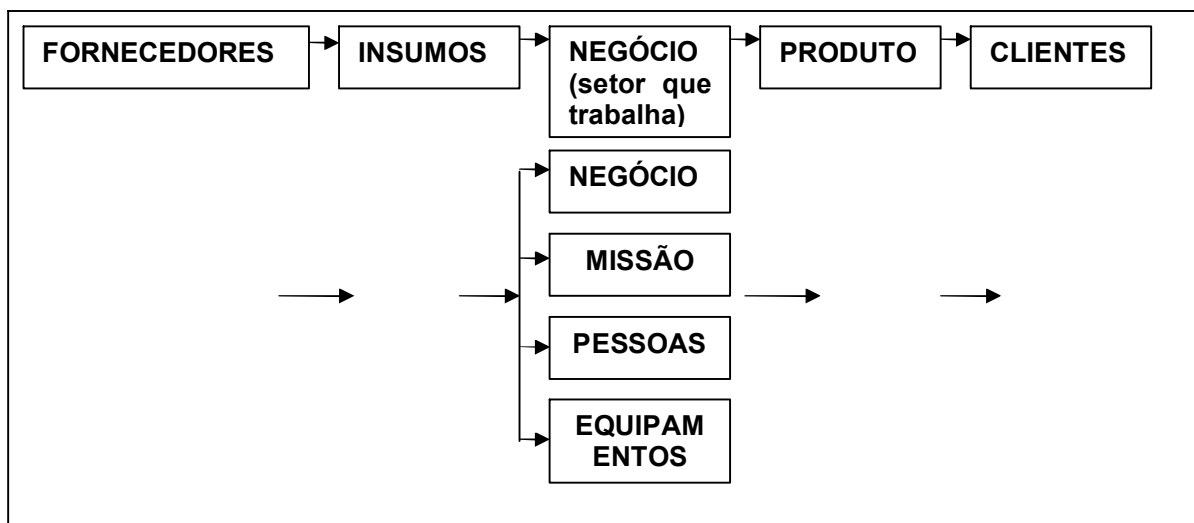 FORNECEDORES
INSUMOS
NEGÓCIO
(setor que
trabalha)
PRODUTO
CLIENTES
NEGÓCIO
MISSÃO
PESSOAS
EQUIPAM
ENTOS